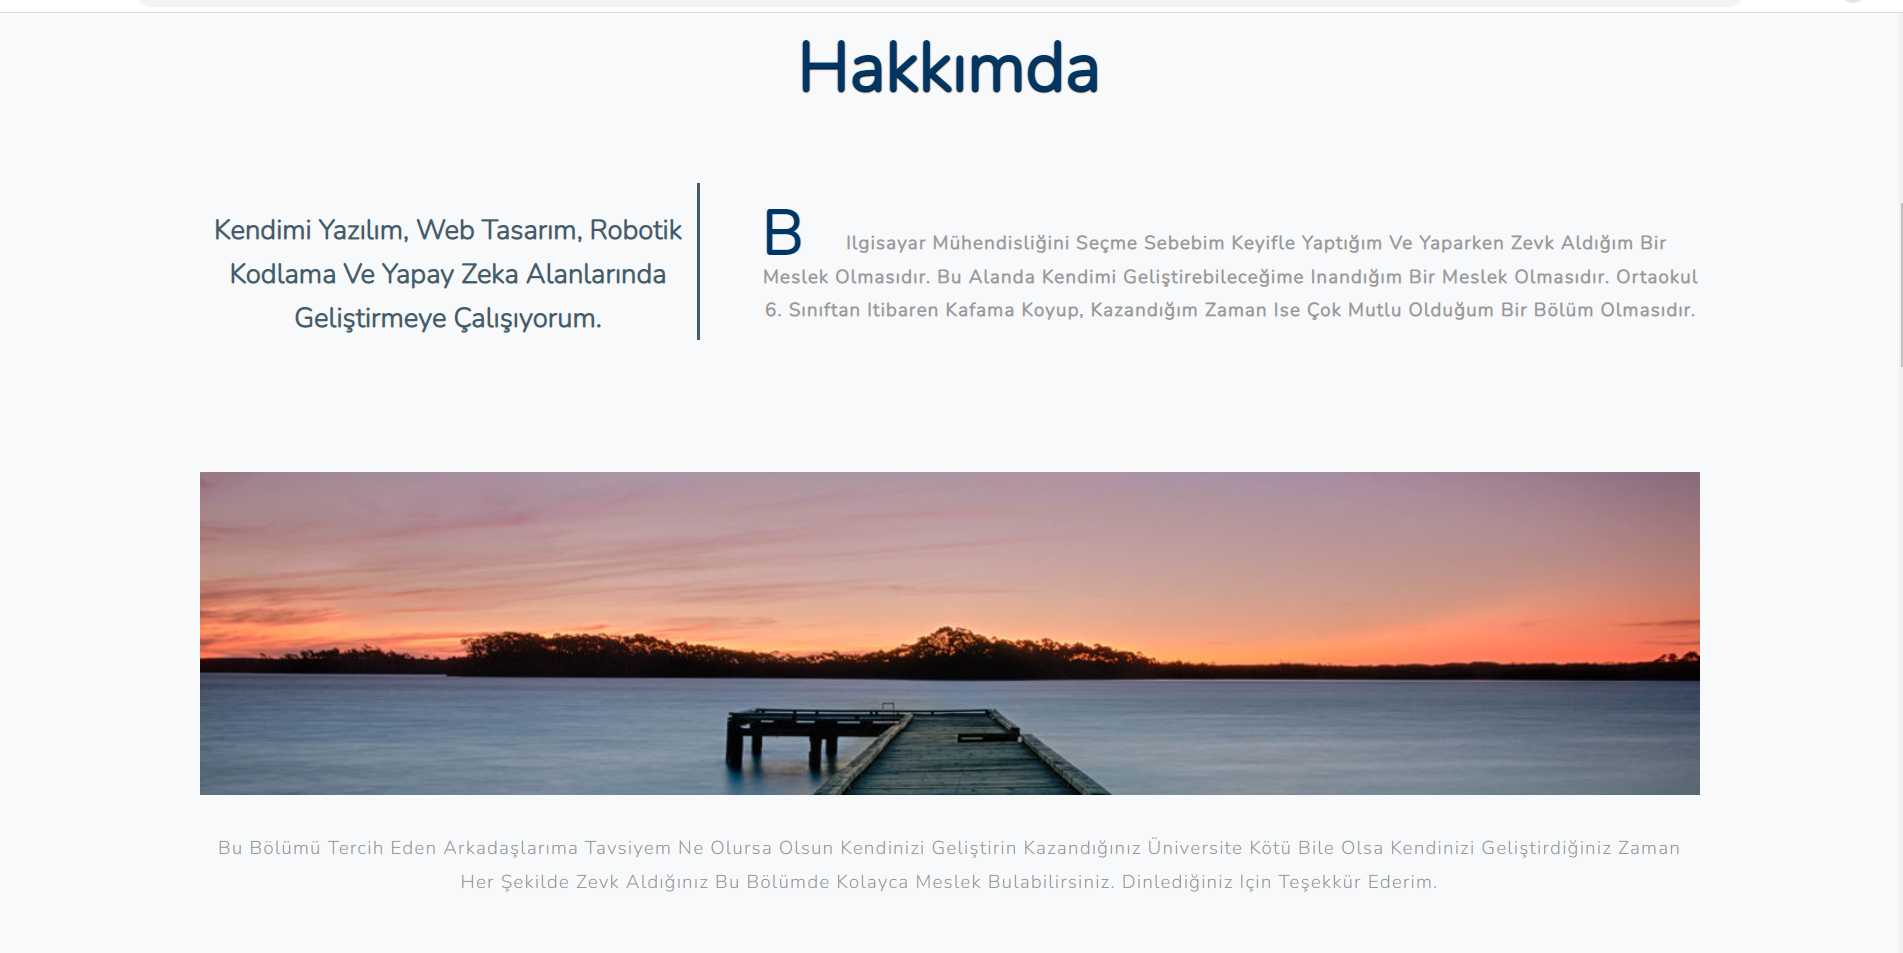 Hakkımda
Kendimi Yazılım, Web Tasarım, Robotik
Kodlama Ve Yapay Zeka Alanlarında
Geliştirmeye Çalışıyorum.
B Ilgisayar Mühendisliğini Seçme Sebebim Keyifle Yaptığım Ve Yaparken Zevk Aldığım Bir
Meslek Olmasıdır. Bu Alanda Kendimi Geliştirebileceğime Inandığım Bir Meslek Olmasıdır. Ortaokul
6. Sınıftan Itibaren Kafama Koyup, Kazandığım Zaman Ise Çok Mutlu Olduğum Bir Bölüm Olmasıdır.
Bu Bölümü Tercih Eden Arkadaşlarıma Tavsiyem Ne Olursa Olsun Kendinizi Geliştirin Kazandığınız Üniversite Kötü Bile Olsa Kendinizi Geliştirdiğiniz Zaman
Her Şekilde Zevk Aldığınız Bu Bölümde Kolayca Meslek Bulabilirsiniz. Dinlediğiniz Için Teşekkür Ederim.